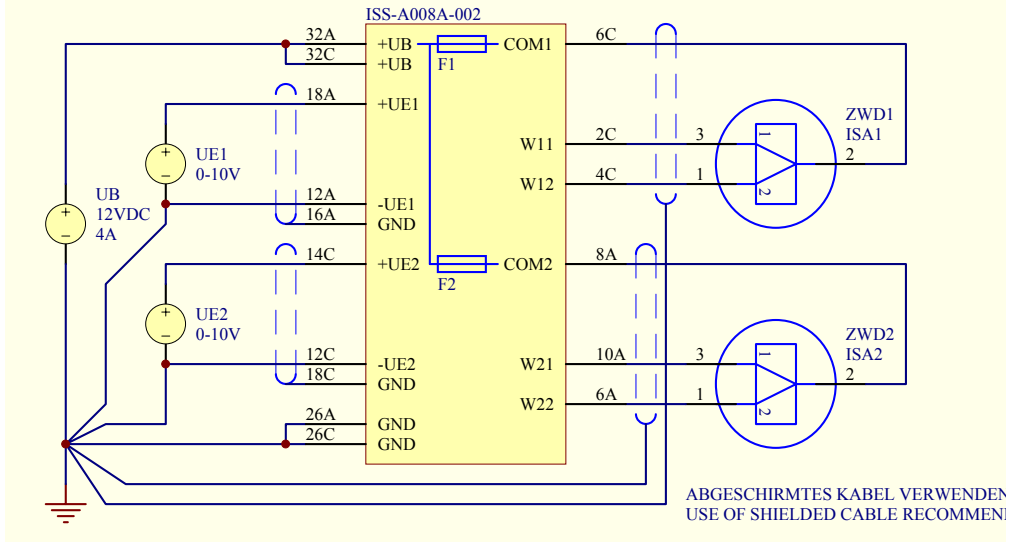 ISS-A008A-002
32A +UB F1 COM1 6C
32C +UB
18A +UE1
UE1
0-10V
W11 2C 3
W12 4C 1
1
2
ZWD1
ISA1
2
UB
12VDC
4A
12A -UE1
16A GND
14C +UE2 F2 COM2 8A
UE2
0-10V
12C -UE2
18C GND
W21 10A 3
W22 6A 1
1
2
ZWD2
ISA2
2
26A GND
26C GND
ABGESCHIRMTES KABEL VERWENDEN
USE OF SHIELDED CABLE